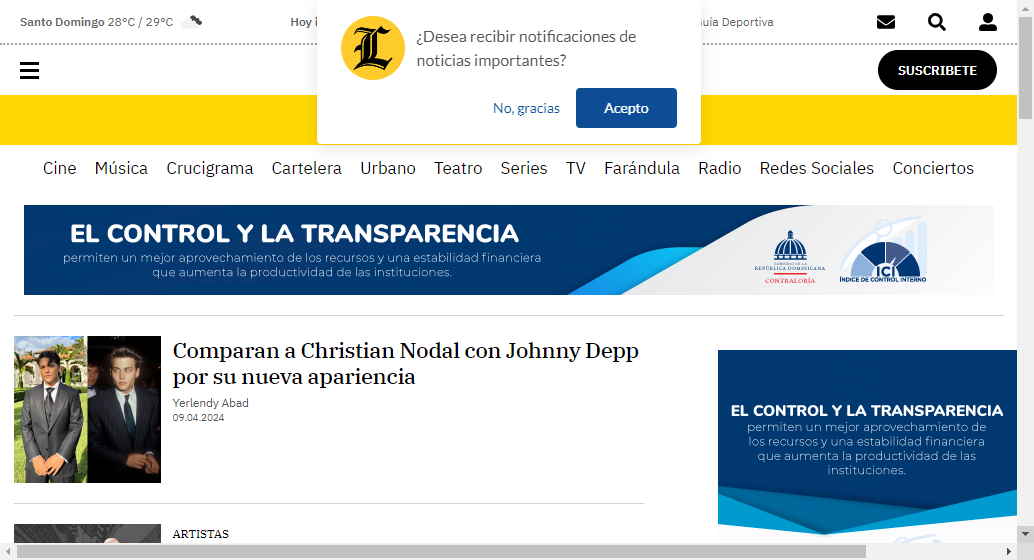 Santo Domingo 28°C / 29°C
Hoy
Guía Deportiva
L
¿Desea recibir notificaciones de
noticias importantes?
No, gracias
Acepto
SUSCRIBETE
Cine Música Crucigrama Cartelera Urbano Teatro Series TV Farándula Radio Redes Sociales Conciertos
EL CONTROL Y LA TRANSPARENCIA
permiten un mejor aprovechamiento de los recursos y una estabilidad financiera
que aumenta la productividad de las instituciones.
GOBIERNO DE LA
REPÚBLICA DOMINICANA
CONTRALORÍA
ICI
ÍNDICE DE CONTROL INTERNO
Comparan a Christian Nodal con Johnny Depp
por su nueva apariencia
Yerlendy Abad
09.04.2024
EL CONTROL Y LA TRANSPARENCIA
permiten un mejor aprovechamiento de
los recursos y una estabilidad financiera
que aumenta la productividad de las
instituciones.
ARTISTAS